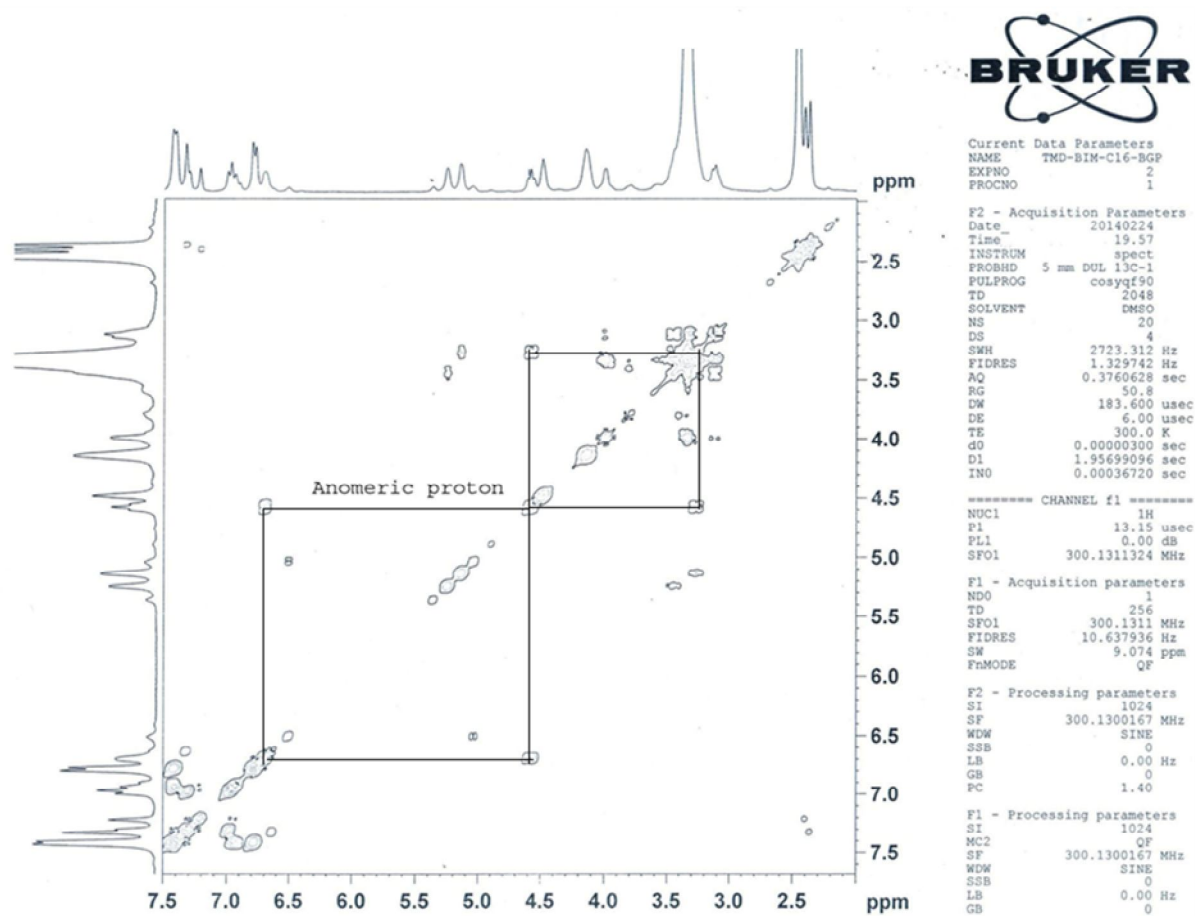 BRUKER
Current Data Parameters
NAME TMD-BIM-C16-BGP
EXPNO 2
PROCNO 1
F2 - Acquisition Parameters
Date_ 20140224
Time 19.57
INSTRUM spect
PROBHD 5 mm DUL 13C-1
PULPROG cosyqf90
TD 2048
SOLVENT DMSO
NS 20
DS 4
SWH 2723.312 Hz
FIDRES 1.329742 Hz
AQ 0.3760628 sec
RG 50.8
DW 183.600 usec
DE 6.00 usec
TE 300.0 K
d0 0.00000300 sec
D1 1.95699096 sec
IN0 0.00036720 sec
======== CHANNEL f1 ========
NUC1 1H
P1 13.15 usec
PL1 0.00 dB
SFO1 300.1311324 MHz
F1 - Acquisition parameters
ND0 1
TD 256
SFO1 300.1311 MHz
FIDRES 10.637936 Hz
SW 9.074 ppm
FnMODE QF
F2 - Processing parameters
SI 1024
SF 300.1300167 MHz
WDW SINE
SSB 0
LB 0.00 Hz
GB 0
PC 1.40
F1 - Processing parameters
SI 1024
MC2 QF
SF 300.1300167 MHz
WDW SINE
SSB 0
LB 0.00 Hz
GB 0
ppm
2.5
3.0
3.5
4.0
4.5
5.0
5.5
6.0
6.5
7.0
7.5
Anomeric proton
7.5 7.0 6.5 6.0 5.5 5.0 4.5 4.0 3.5 3.0 2.5 ppm